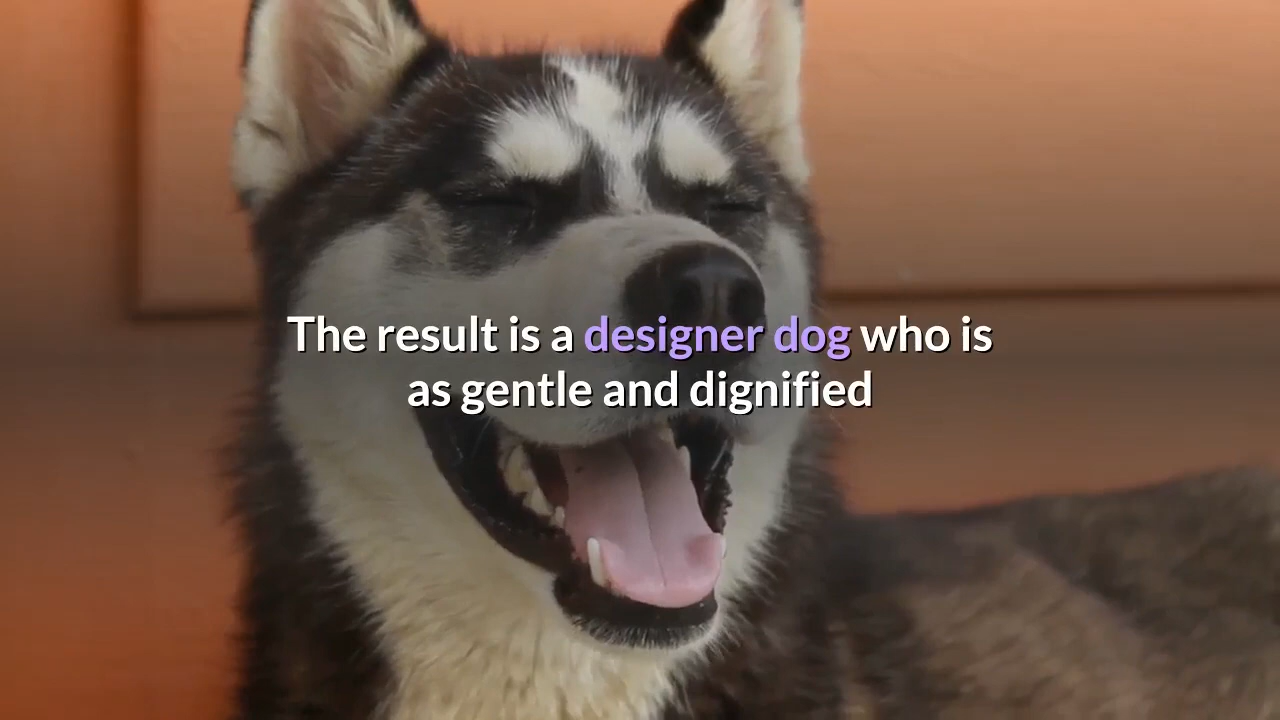 The result is a designer dog who is
as gentle and dignified